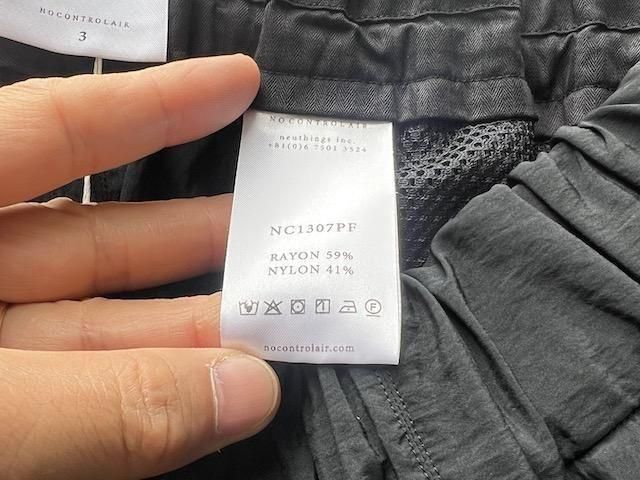 NOCONTROLAIR
3
NOCONTROLAIR
neuthings inc.
+81(0)6 7501 3524
NC1307PF
RAYON 59%
NYLON 41%
nocontrolair.com